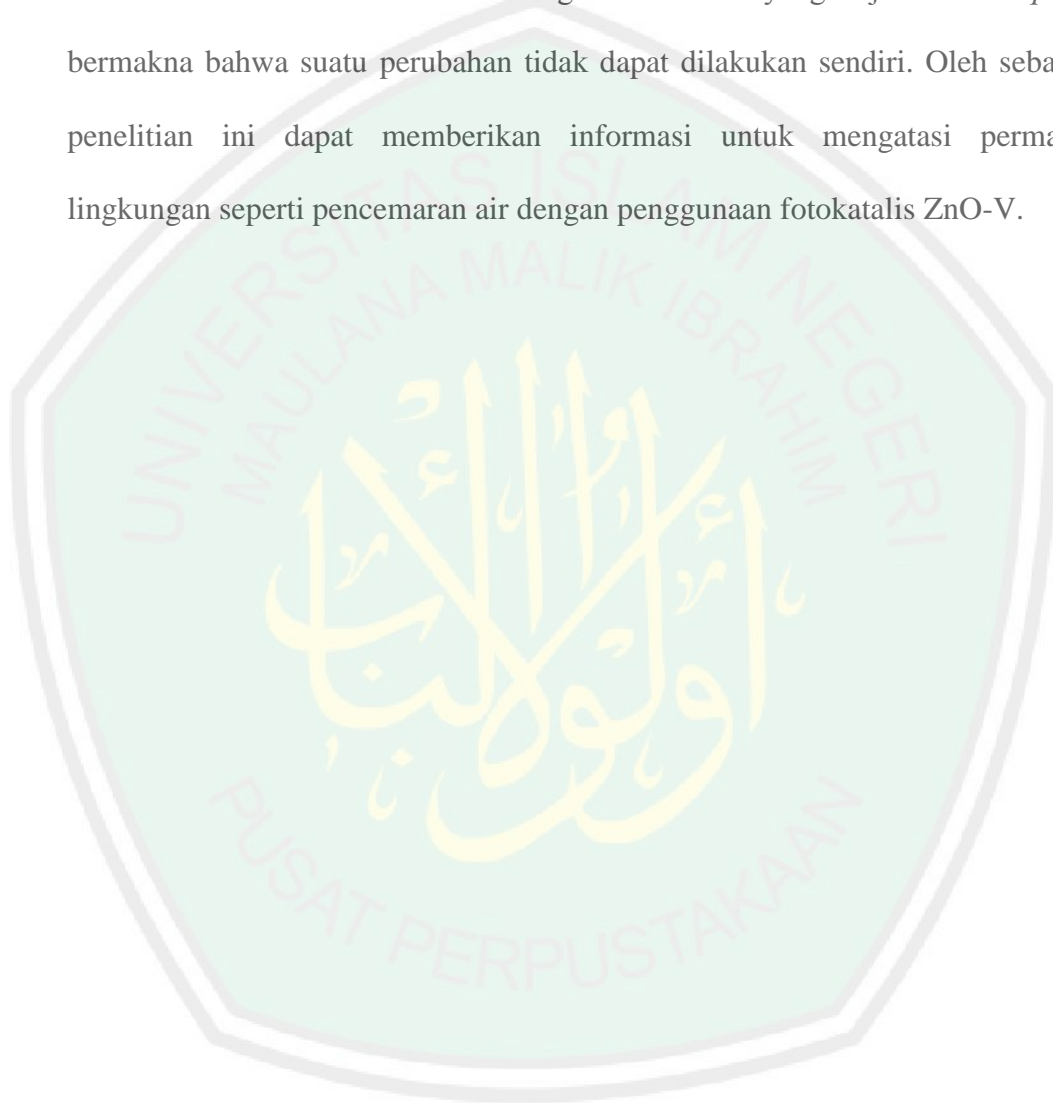 bermakna bahwa suatu perubahan tidak dapat dilakukan sendiri. Oleh seba
penelitian ini dapat memberikan informasi untuk mengatasi perma
lingkungan seperti pencemaran air dengan penggunaan fotokatalis ZnO-V.
UNIVERSITAS ISLAM NEGERI
MAULANA MALIK IBRAHIM
PUSAT PERPUSTAKAAN